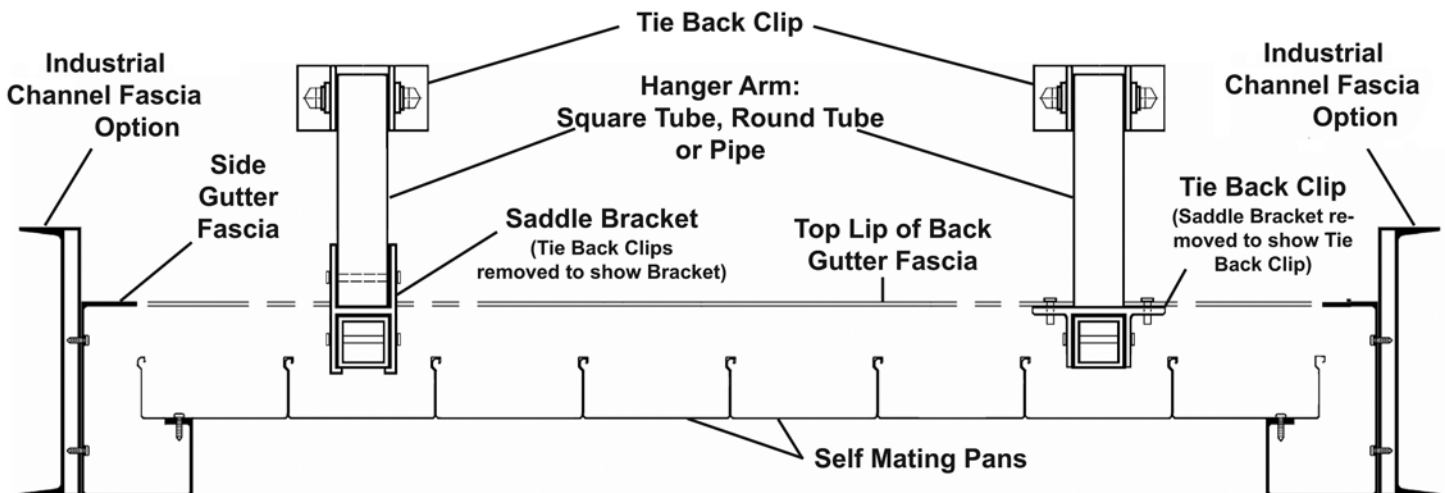 Tie Back Clip
Industrial
Channel Fascia
Option
Hanger Arm:
Square Tube, Round Tube
or Pipe
Industrial
Channel Fascia
Option
Side
Gutter
Fascia
Saddle Bracket
(Tie Back Clips
removed to show Bracket)
Top Lip of Back
Gutter Fascia
Tie Back Clip
(Saddle Bracket re-
moved to show Tie
Back Clip)
Self Mating Pans